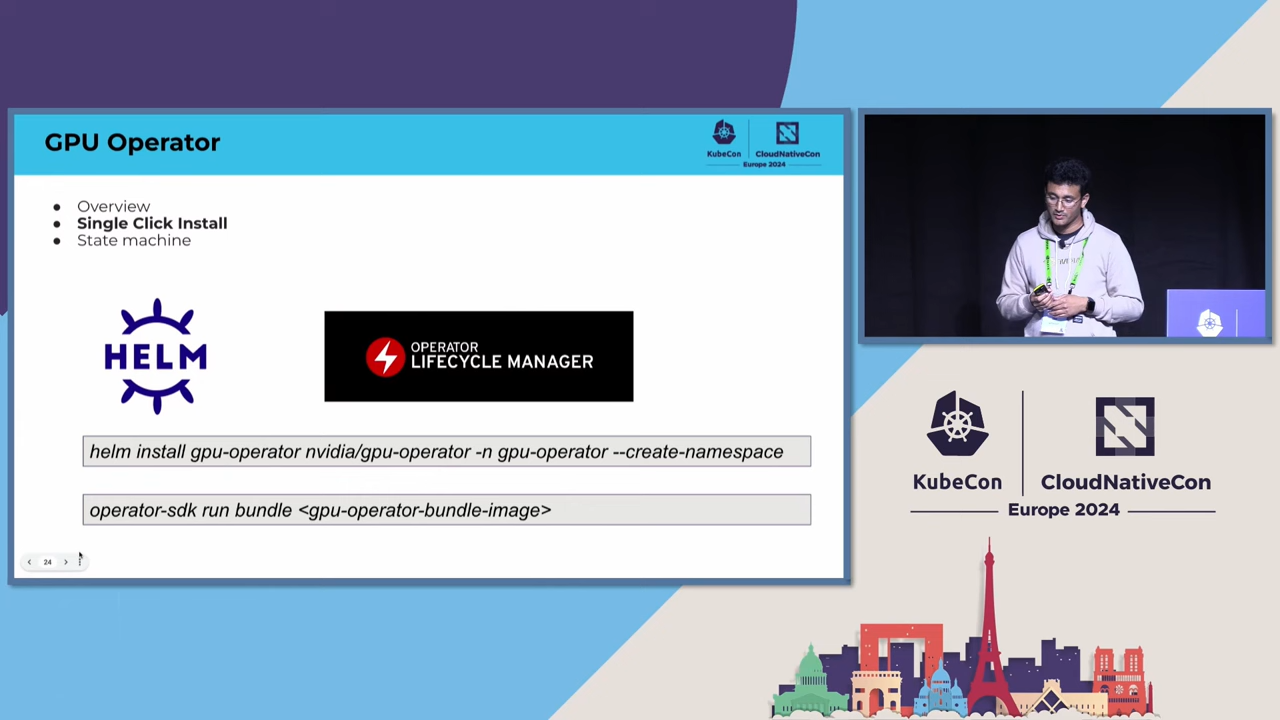 GPU Operator
KubeCon
CloudNativeCon
Europe 2024
● Overview
● Single Click Install
● State machine
HELM
OPERATOR
LIFECYCLE MANAGER
helm install gpu-operator nvidia/gpu-operator -n gpu-operator --create-namespace
operator-sdk run bundle <gpu-operator-bundle-image>
24
KubeCon
CloudNativeCon
Europe 2024